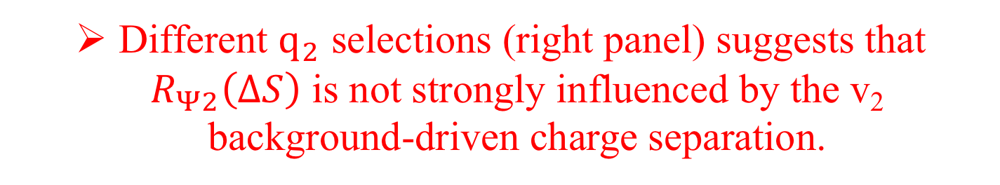 ➢ Different q₂ selections (right panel) suggests that
R_Ψ₂(ΔS) is not strongly influenced by the v₂
background-driven charge separation.